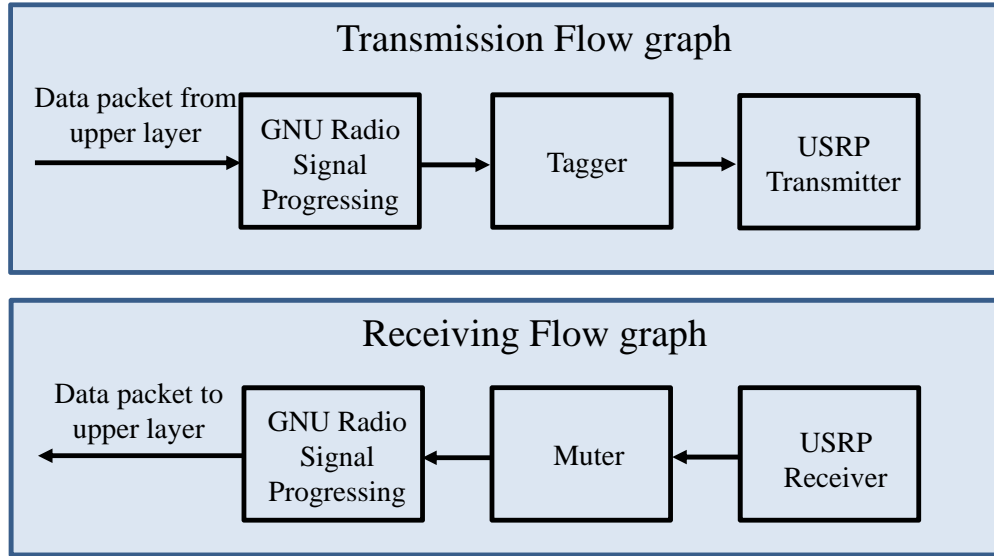 Transmission Flow graph
Data packet from
upper layer
GNU Radio
Signal
Progressing
Tagger
USRP
Transmitter
Receiving Flow graph
Data packet to
upper layer
GNU Radio
Signal
Progressing
Muter
USRP
Receiver